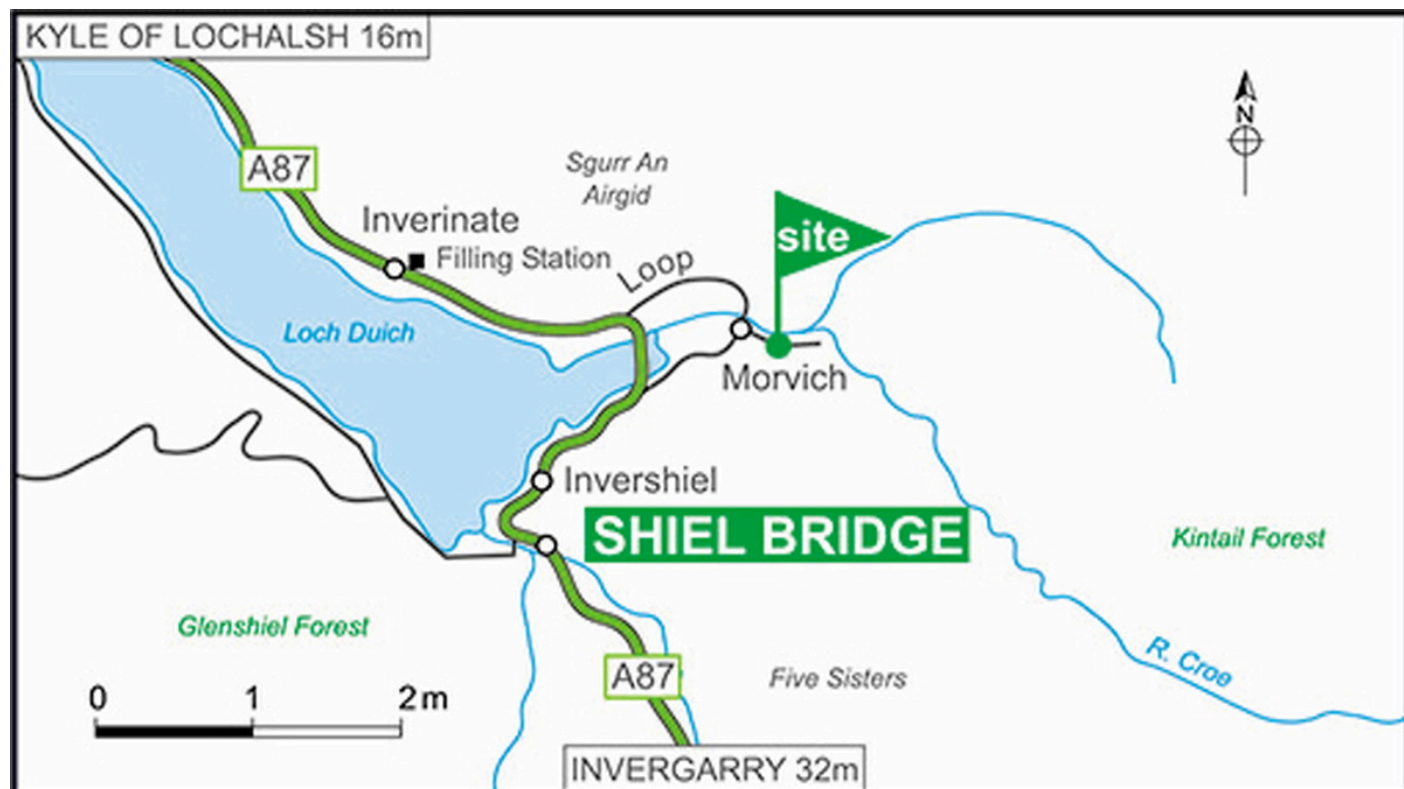 KYLE OF LOCHALSH 16m
N
A87
Sgurr An
Airgid
Inverinate
Filling Station
Loop
site
Loch Duich
Morvich
Invershiel
SHIEL BRIDGE
Kintail Forest
Glenshiel Forest
R. Croe
A87
Five Sisters
0 1 2m
INVERGARRY 32m